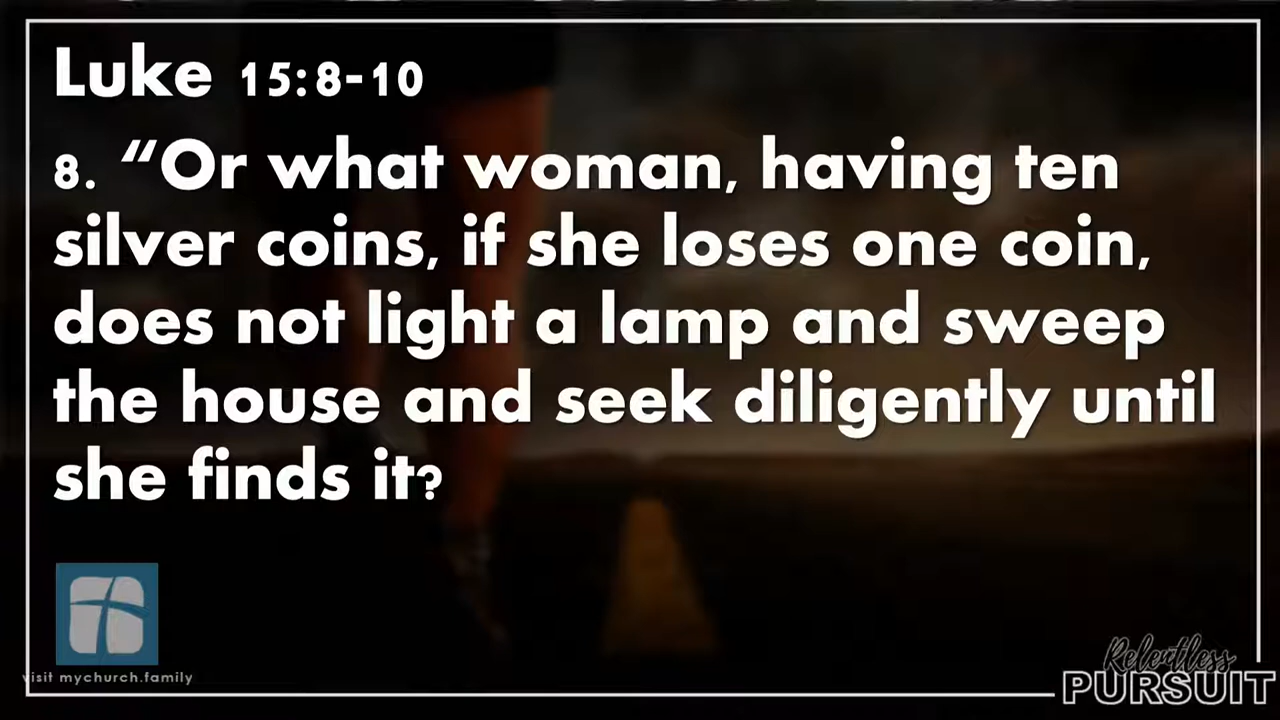 Luke 15:8-10
8. “Or what woman, having ten
silver coins, if she loses one coin,
does not light a lamp and sweep
the house and seek diligently until
she finds it?
visit mychurch.family
Relentless
PURSUIT